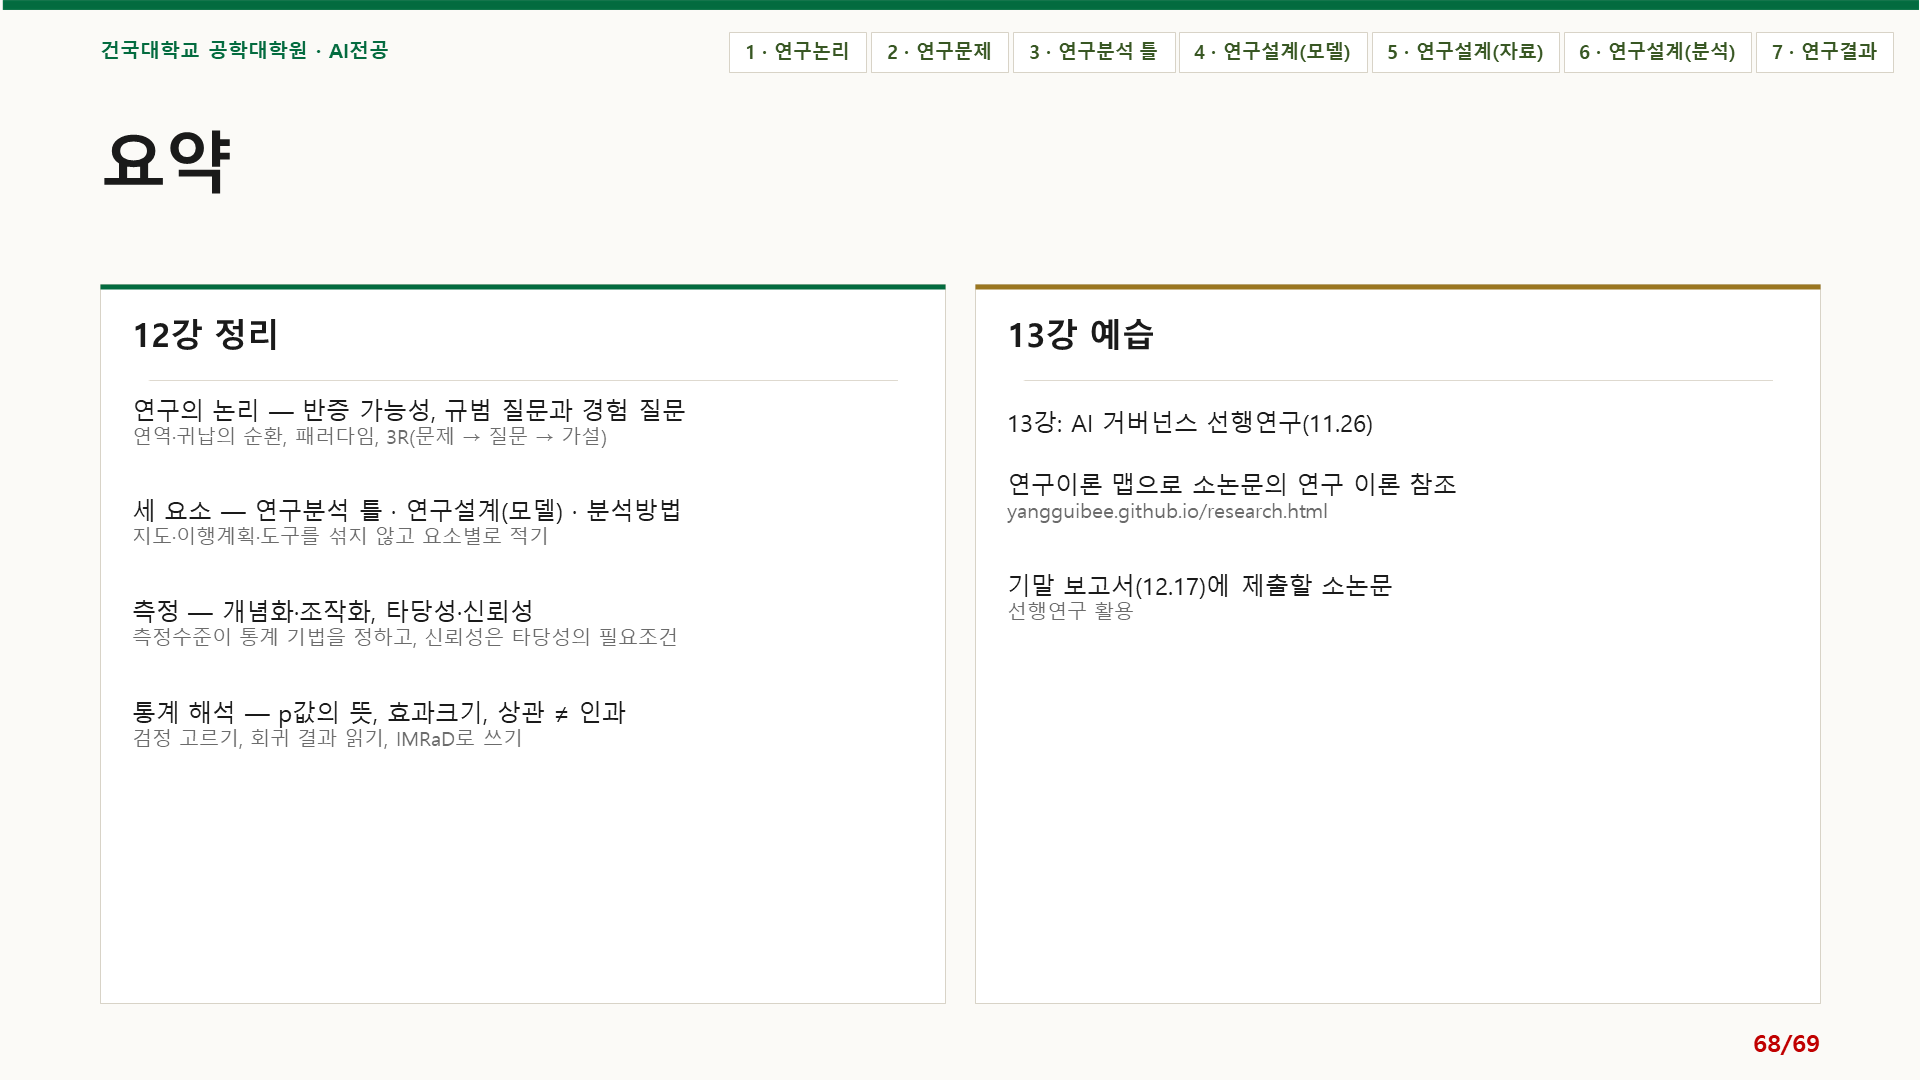 건국대학교 공학대학원 · AI전공
1 · 연구논리
2 · 연구문제
3 · 연구분석 틀
4 · 연구설계(모델)
5 · 연구설계(자료)
6 · 연구설계(분석)
7 · 연구결과
요약
12강 정리
연구의 논리 — 반증 가능성, 규범 질문과 경험 질문
연역·귀납의 순환, 패러다임, 3R(문제 → 질문 → 가설)
세 요소 — 연구분석 틀 · 연구설계(모델) · 분석방법
지도·이행계획·도구를 섞지 않고 요소별로 적기
측정 — 개념화·조작화, 타당성·신뢰성
측정수준이 통계 기법을 정하고, 신뢰성은 타당성의 필요조건
통계 해석 — p값의 뜻, 효과크기, 상관 ≠ 인과
검정 고르기, 회귀 결과 읽기, IMRaD로 쓰기
13강 예습
13강: AI 거버넌스 선행연구(11.26)
연구이론 맵으로 소논문의 연구 이론 참조
yangguibee.github.io/research.html
기말 보고서(12.17)에 제출할 소논문
선행연구 활용
68/69